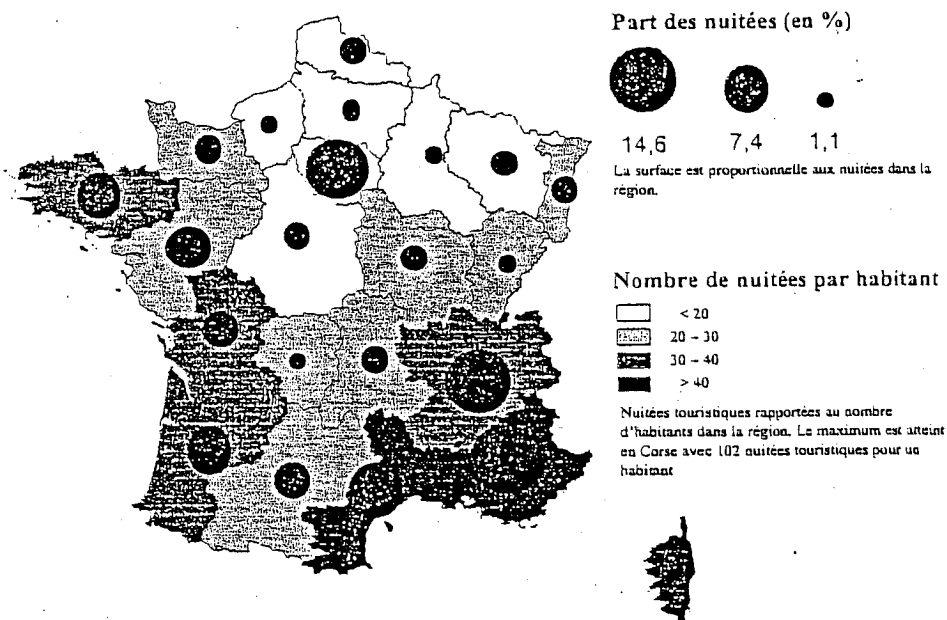 Part des nuitées (en %)
14,6 7,4 1,1
La surface est proportionnelle aux nuitées dans la
région.
Nombre de nuitées par habitant
< 20
20 - 30
30 - 40
> 40
Nuitées touristiques rapportées au nombre
d'habitants dans la région. Le maximum est atteint
en Corse avec 102 nuitées touristiques pour un
habitant